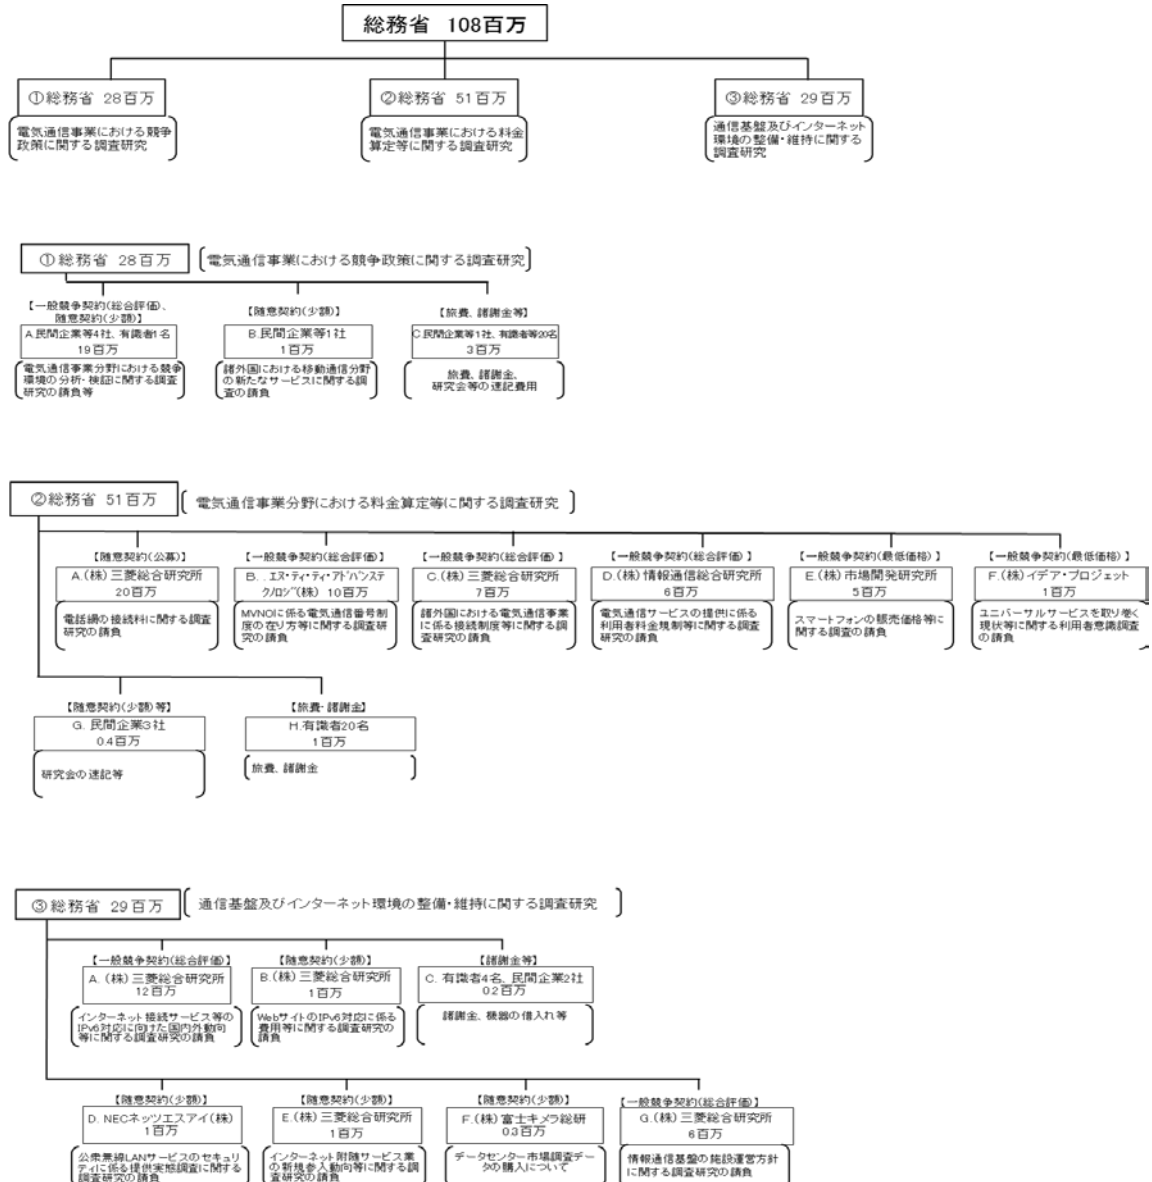 総務省 108百万
①総務省 28百万
電気通信事業における競争
政策に関する調査研究
②総務省 51百万
電気通信事業における料金
算定等に関する調査研究
③総務省 29百万
通信基盤及びインターネット
環境の整備・維持に関する
調査研究
①総務省 28百万
電気通信事業における競争政策に関する調査研究
【一般競争契約(総合評価)、
随意契約(少額)】
A.民間企業等4社、有識者1名
19百万
電気通信事業分野における競争
環境の分析・検証に関する調査
研究の請負等
【随意契約(少額)】
B.民間企業等1社
1百万
諸外国における移動通信分野
の新たなサービスに関する調
査の請負
【旅費、諸謝金等】
C.民間企業等1社、有識者等20名
3百万
旅費、諸謝金、
研究会等の速記費用
②総務省 51百万
電気通信事業分野における料金算定等に関する調査研究
【随意契約(公募)】
A.(株)三菱総合研究所
20百万
電話網の接続料に関する調査
研究の請負
【一般競争契約(総合評価)】
B. .エヌ・ティ・ティ・アドバンステ
クノロジ(株) 10百万
MVNOに係る電気通信番号制
度の在り方等に関する調査研
究の請負
【一般競争契約(総合評価)】
C.(株)三菱総合研究所
7百万
諸外国における電気通信事業
に係る接続制度等に関する調
査研究の請負
【一般競争契約(総合評価)】
D.(株)情報通信総合研究所
6百万
電気通信サービスの提供に係る
利用者料金規制等に関する調査
研究の請負
【一般競争契約(最低価格)】
E.(株)市場開発研究所
5百万
スマートフォンの販売価格等に
関する調査の請負
【一般競争契約(最低価格)】
F.(株)イデア・プロジェクト
1百万
ユニバーサルサービスを取り巻く
現状等に関する利用者意識調査
の請負
【随意契約(少額)等】
G. 民間企業3社
0.4百万
研究会の速記等
【旅費・諸謝金】
H.有識者20名
1百万
旅費、諸謝金
③総務省 29百万
通信基盤及びインターネット環境の整備・維持に関する調査研究
【一般競争契約(総合評価)】
A. (株)三菱総合研究所
12百万
インターネット接続サービス等の
IPv6対応に向けた国内外動向
等に関する調査研究の請負
【随意契約(少額)】
B.(株)三菱総合研究所
1百万
WebサイトのIPv6対応に係る
費用等に関する調査研究の
請負
【諸謝金等】
C. 有識者4名、民間企業2社
0.2百万
諸謝金、機器の借入れ等
【随意契約(少額)】
D. NECネッツエスアイ(株)
1百万
公衆無線LANサービスのセキュリ
ティに係る提供実態調査に関する
調査研究の請負
【随意契約(少額)】
E.(株)三菱総合研究所
1百万
インターネット附随サービス業
の新規参入動向等に関する調
査研究の請負
【随意契約(少額)】
F.(株)富士キメラ総研
0.3百万
データセンター市場調査デー
タの購入について
【一般競争契約(総合評価)】
G.(株)三菱総合研究所
6百万
情報通信基盤の施設運営方針
に関する調査研究の請負